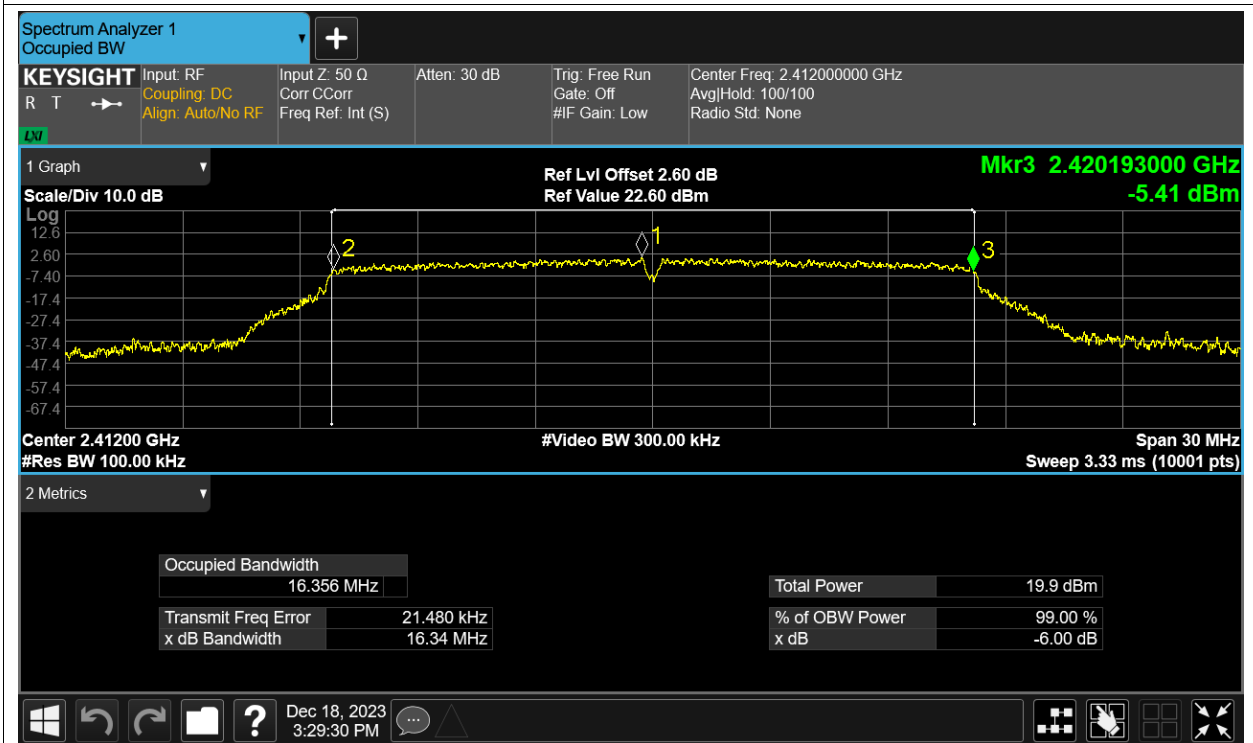 Spectrum Analyzer 1
Occupied BW
KEYSIGHT
R T
LXI
Input: RF
Coupling: DC
Align: Auto/No RF
Input Z: 50 Ω
Corr CCorr
Freq Ref: Int (S)
Atten: 30 dB
Trig: Free Run
Gate: Off
#IF Gain: Low
Center Freq: 2.412000000 GHz
Avg|Hold: 100/100
Radio Std: None
1 Graph
Scale/Div 10.0 dB
Ref Lvl Offset 2.60 dB
Ref Value 22.60 dBm
Mkr3 2.420193000 GHz
-5.41 dBm
Log
12.6
2.60
-7.40
-17.4
-27.4
-37.4
-47.4
-57.4
-67.4
2
1
3
Center 2.41200 GHz
#Res BW 100.00 kHz
#Video BW 300.00 kHz
Span 30 MHz
Sweep 3.33 ms (10001 pts)
2 Metrics
Occupied Bandwidth
16.356 MHz
Transmit Freq Error 21.480 kHz
x dB Bandwidth 16.34 MHz
Total Power 19.9 dBm
% of OBW Power 99.00 %
x dB -6.00 dB
?
Dec 18, 2023
3:29:30 PM